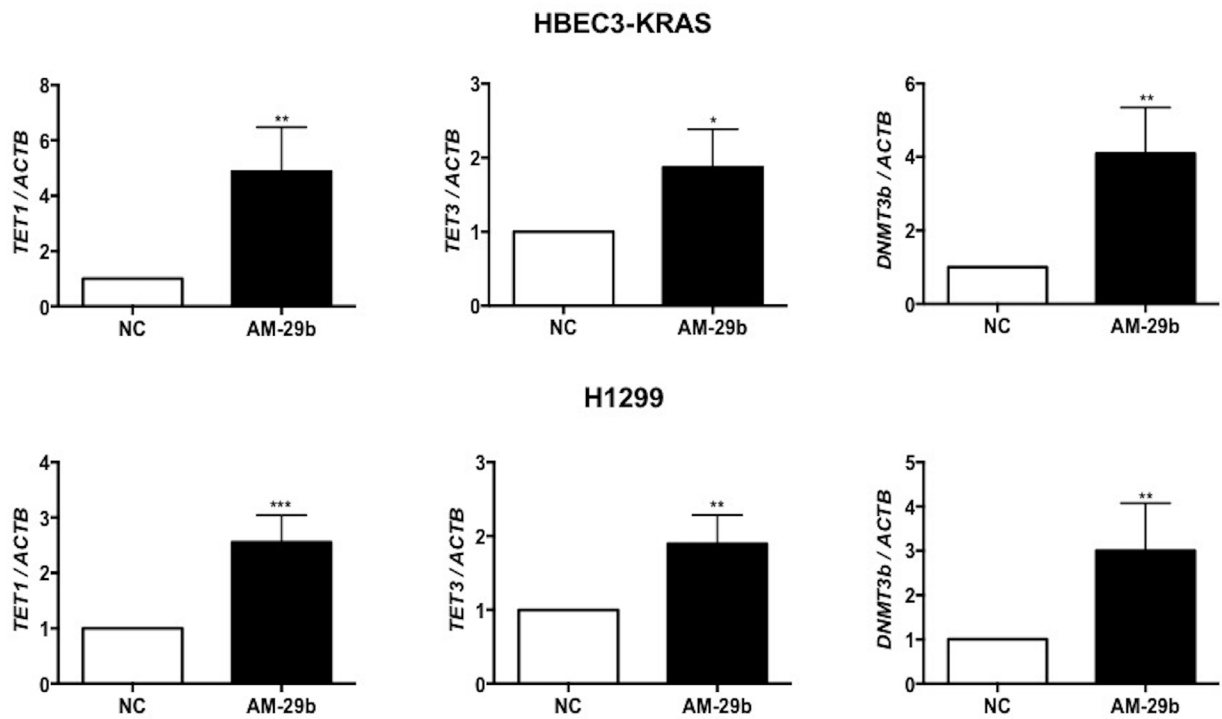 HBEC3-KRAS
TET1 / ACTB
8
6
4
2
0
**
NC
AM-29b
TET3 / ACTB
3
2
1
0
*
NC
AM-29b
DNMT3b / ACTB
6
4
2
0
**
NC
AM-29b
H1299
TET1 / ACTB
4
3
2
1
0
***
NC
AM-29b
TET3 / ACTB
3
2
1
0
**
NC
AM-29b
DNMT3b / ACTB
5
4
3
2
1
0
**
NC
AM-29b